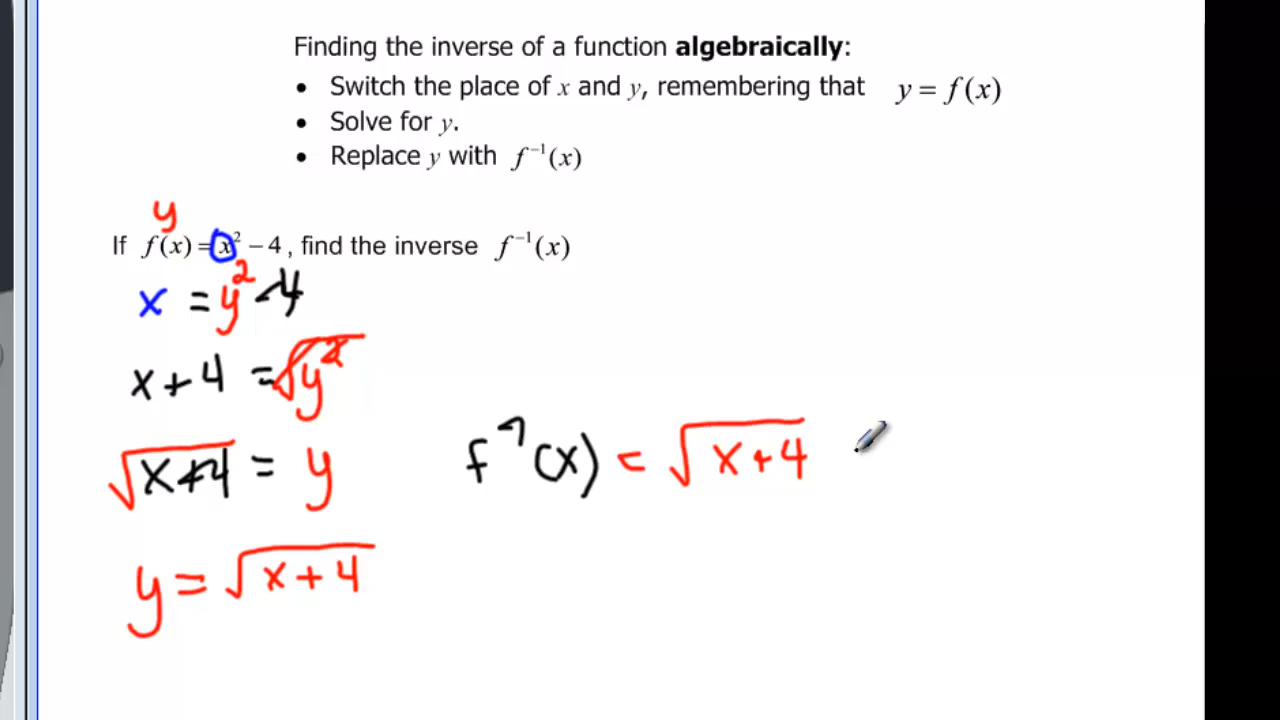 Finding the inverse of a function algebraically:
• Switch the place of x and y, remembering that y = f(x)
• Solve for y.
• Replace y with f⁻¹(x)
y
If f(x) = x² − 4 , find the inverse f⁻¹(x)
x = y² - 4
x + 4 = √y²
√x+4 = y
f⁻¹(x) = √x+4
y = √x+4